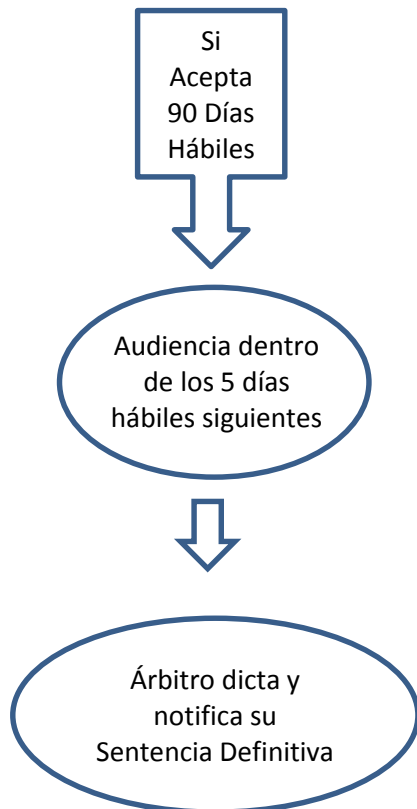 Si
Acepta
90 Días
Hábiles
Audiencia dentro
de los 5 días
hábiles siguientes
Árbitro dicta y
notifica su
Sentencia Definitiva